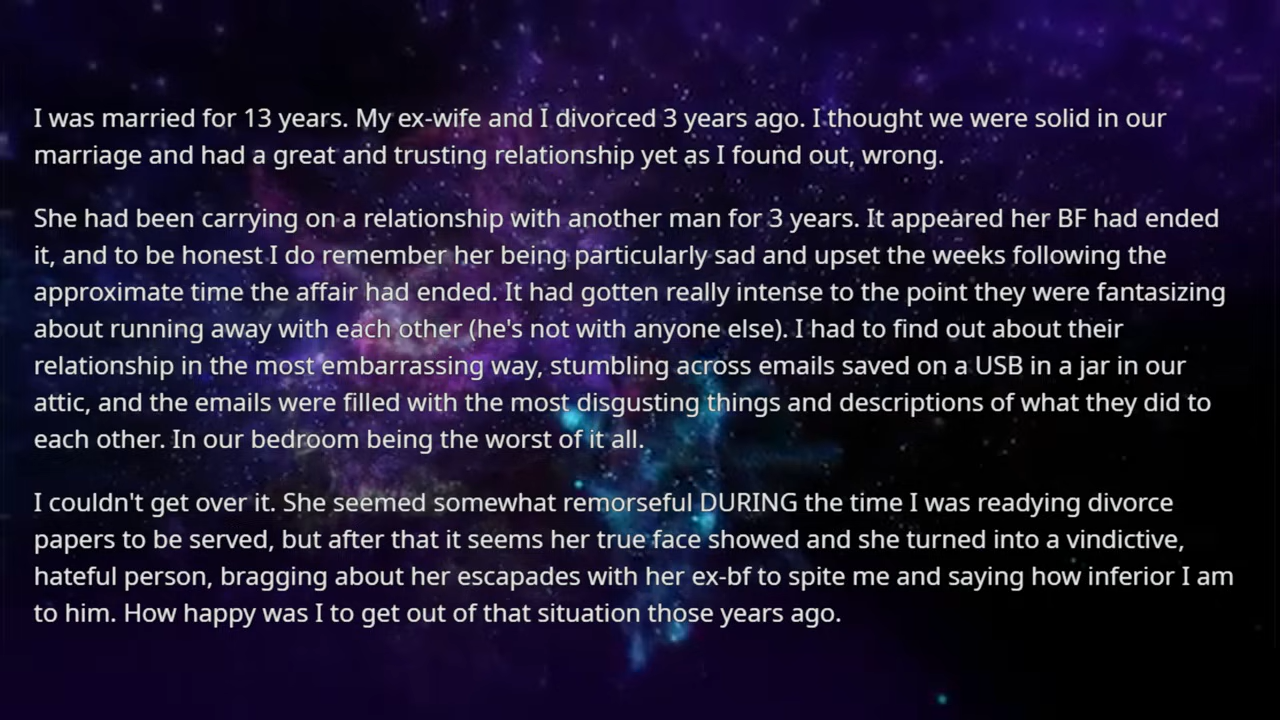 I was married for 13 years. My ex-wife and I divorced 3 years ago. I thought we were solid in our
marriage and had a great and trusting relationship yet as I found out, wrong.
She had been carrying on a relationship with another man for 3 years. It appeared her BF had ended
it, and to be honest I do remember her being particularly sad and upset the weeks following the
approximate time the affair had ended. It had gotten really intense to the point they were fantasizing
about running away with each other (he's not with anyone else). I had to find out about their
relationship in the most embarrassing way, stumbling across emails saved on a USB in a jar in our
attic, and the emails were filled with the most disgusting things and descriptions of what they did to
each other. In our bedroom being the worst of it all.
I couldn't get over it. She seemed somewhat remorseful DURING the time I was readying divorce
papers to be served, but after that it seems her true face showed and she turned into a vindictive,
hateful person, bragging about her escapades with her ex-bf to spite me and saying how inferior I am
to him. How happy was I to get out of that situation those years ago.